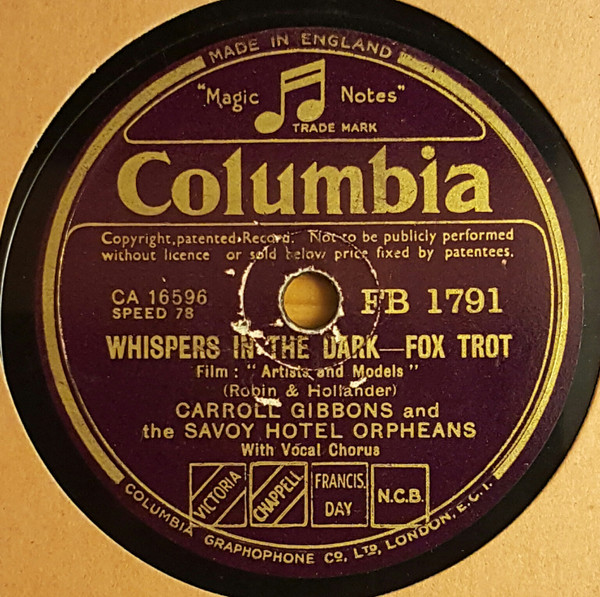 MADE IN ENGLAND
"Magic Notes"
TRADE MARK
Columbia
Copyright, patented Record. Not to be publicly performed
without licence or sold below price fixed by patentees.
CA 16596 FB 1791
SPEED 78
WHISPERS IN THE DARK—FOX TROT
Film: "Artists and Models"
(Robin & Hollander)
CARROLL GIBBONS and
the SAVOY HOTEL ORPHEANS
With Vocal Chorus
VICTORIA
CHAPPELL
FRANCIS, DAY
N.C.B.
COLUMBIA GRAPHOPHONE Co, LTD, LONDON, E.C.1.